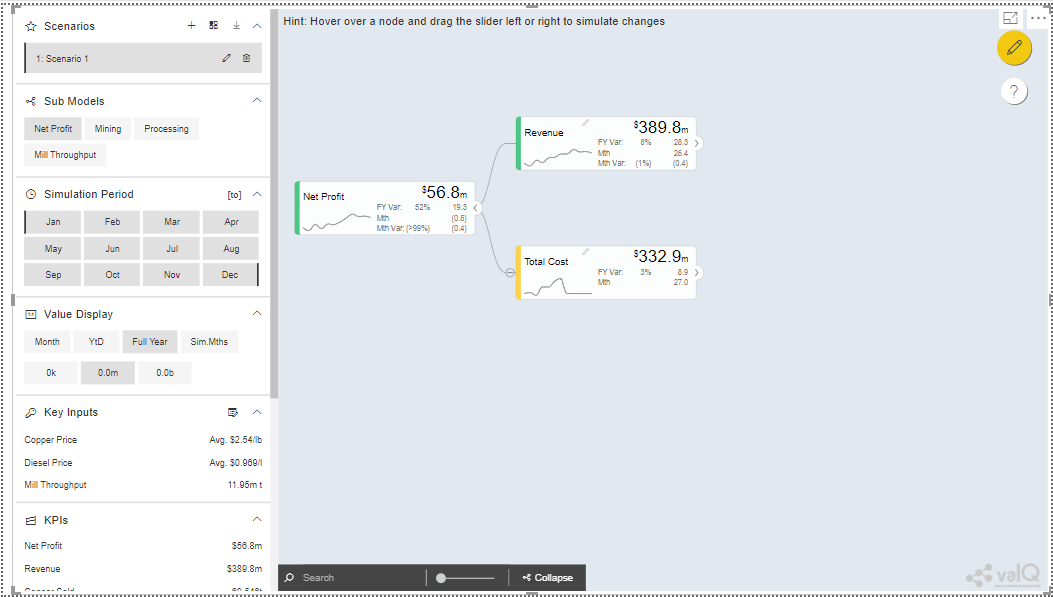 Scenarios
1: Scenario 1
Sub Models
Net Profit Mining Processing
Mill Throughput
Simulation Period [to]
Jan Feb Mar Apr
May Jun Jul Aug
Sep Oct Nov Dec
Value Display
Month YtD Full Year Sim.Mths
0k 0.0m 0.0b
Key Inputs
Copper Price Avg. $2.54/lb
Diesel Price Avg. $0.969/l
Mill Throughput 11.95m t
KPIs
Net Profit $56.8m
Revenue $389.8m
Hint: Hover over a node and drag the slider left or right to simulate changes
?
Net Profit $56.8m
FY Var: 52% 19.3
Mth (0.6)
Mth Var: (>99%) (0.4)
Revenue $389.8m
FY Var: 8% 28.3
Mth 26.4
Mth Var: (1%) (0.4)
Total Cost $332.9m
FY Var: 3% 8.9
Mth 27.0
Search Collapse
valQ